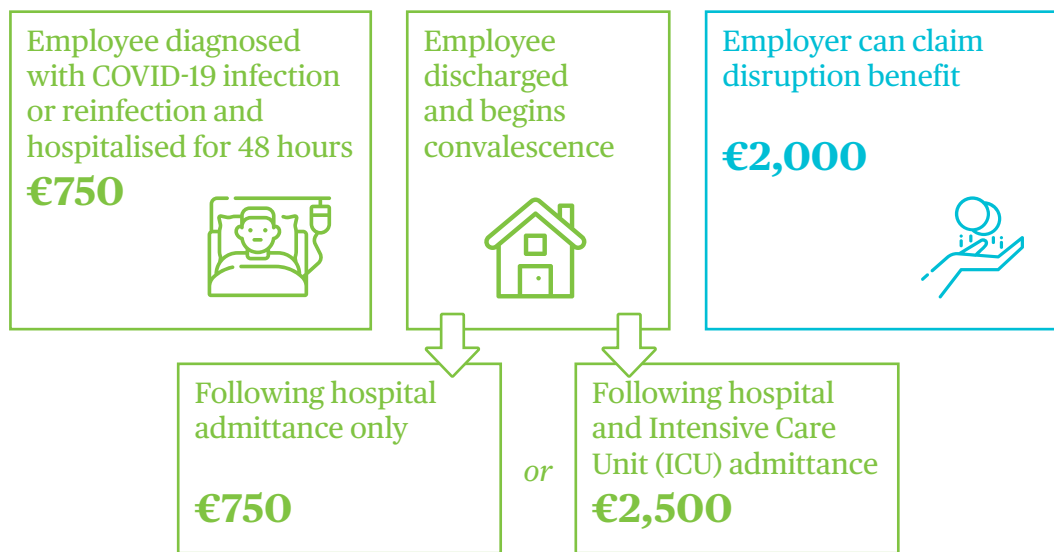 Employee diagnosed
with COVID-19 infection
or reinfection and
hospitalised for 48 hours
€750
Employee
discharged
and begins
convalescence
Employer can claim
disruption benefit
€2,000
Following hospital
admittance only
€750
or
Following hospital
and Intensive Care
Unit (ICU) admittance
€2,500